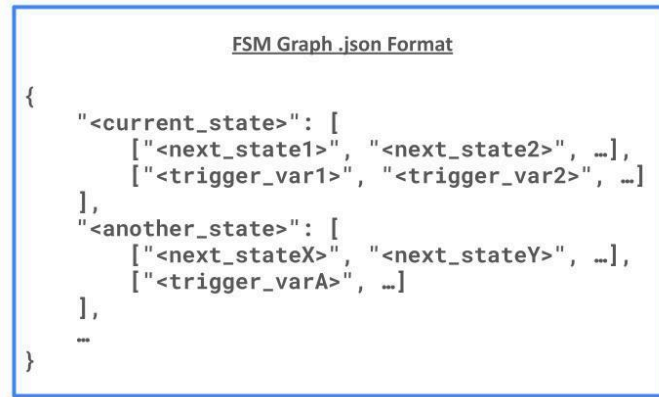 FSM Graph .json Format
{
"<current_state>": [
["<next_state1>", "<next_state2>", …],
["<trigger_var1>", "<trigger_var2>", …]
],
"<another_state>": [
["<next_stateX>", "<next_stateY>", …],
["<trigger_varA>", …]
],
…
}